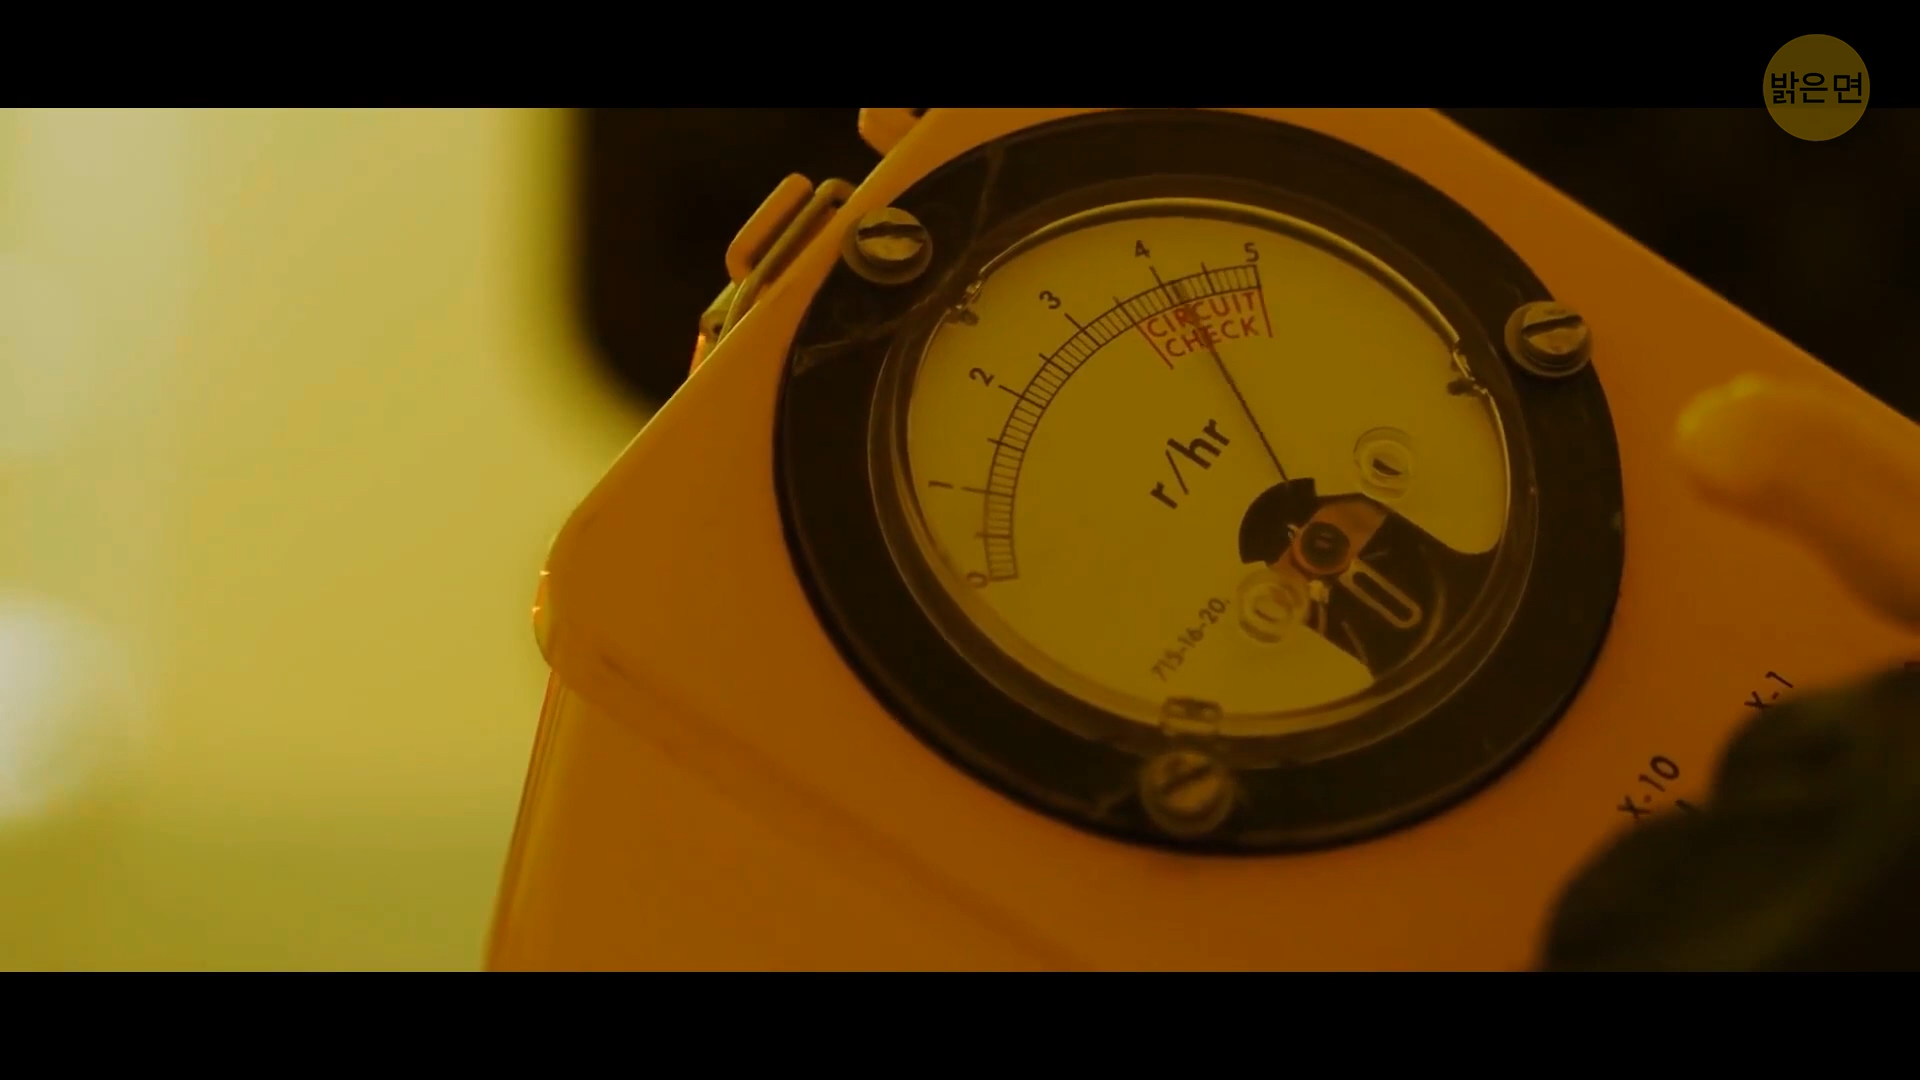 밝은면
0
1
2
3
4
5
CIRCUIT
CHECK
r/hr
715-16-20.
X-1
X-10